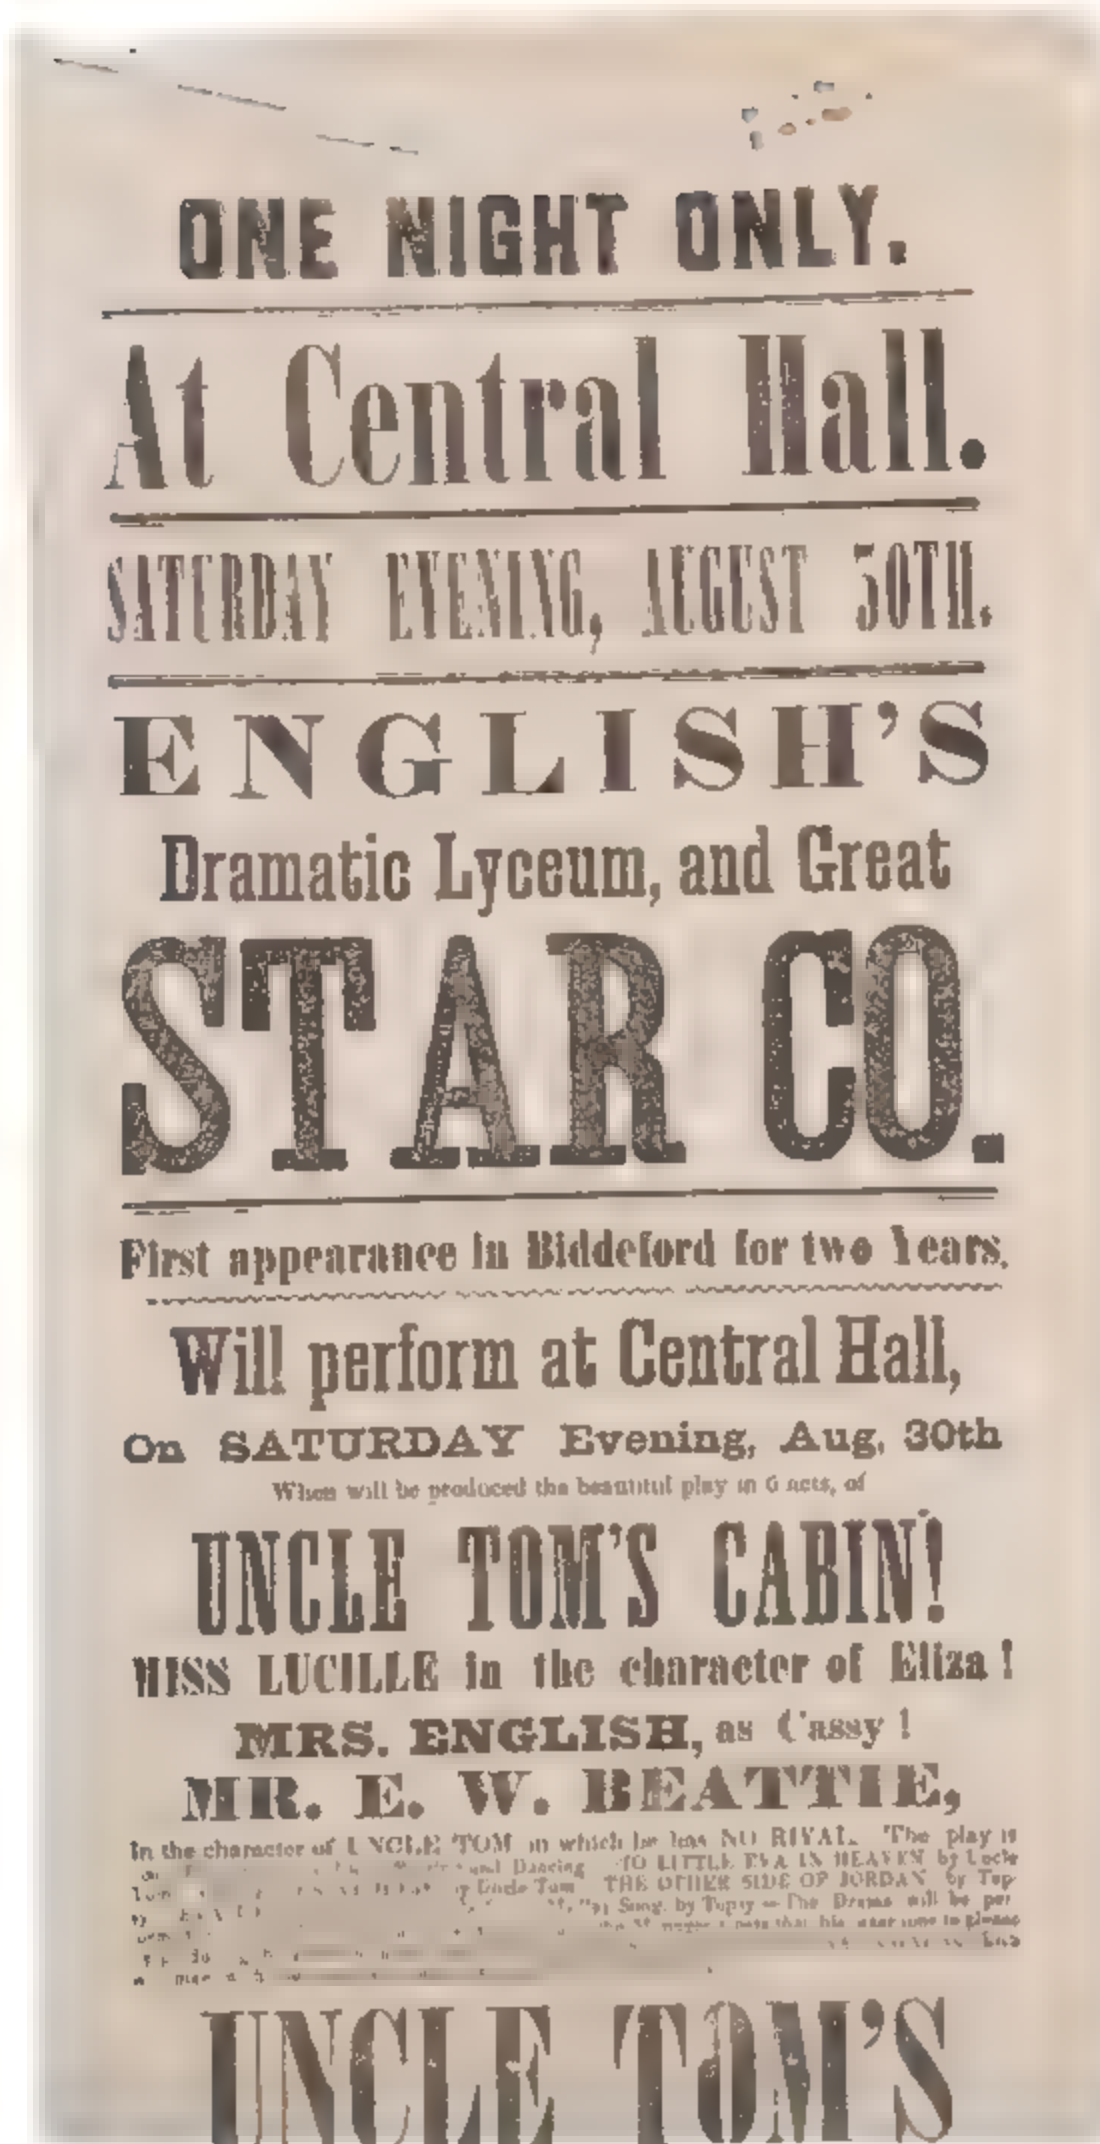 ONE NIGHT ONLY.
At Central Hall.
SATURDAY EVENING, AUGUST 30TH.
ENGLISH'S
Dramatic Lyceum, and Great
STAR CO.
First appearance in Biddeford for two Years.
Will perform at Central Hall,
On SATURDAY Evening, Aug. 30th
When will be produced the beautiful play in 6 acts, of
UNCLE TOM'S CABIN!
MISS LUCILLE in the character of Eliza!
MRS. ENGLISH, as Cassy!
MR. E. W. BEATTIE,
In the character of UNCLE TOM in which he has NO RIVAL. The play is
and Dancing TO LITTLE EVA IN HEAVEN by Uncle
Tom by Uncle Tom THE OTHER SIDE OF JORDAN by Top-
Song, by Topsy The Drama will be per-
UNCLE TOM'S